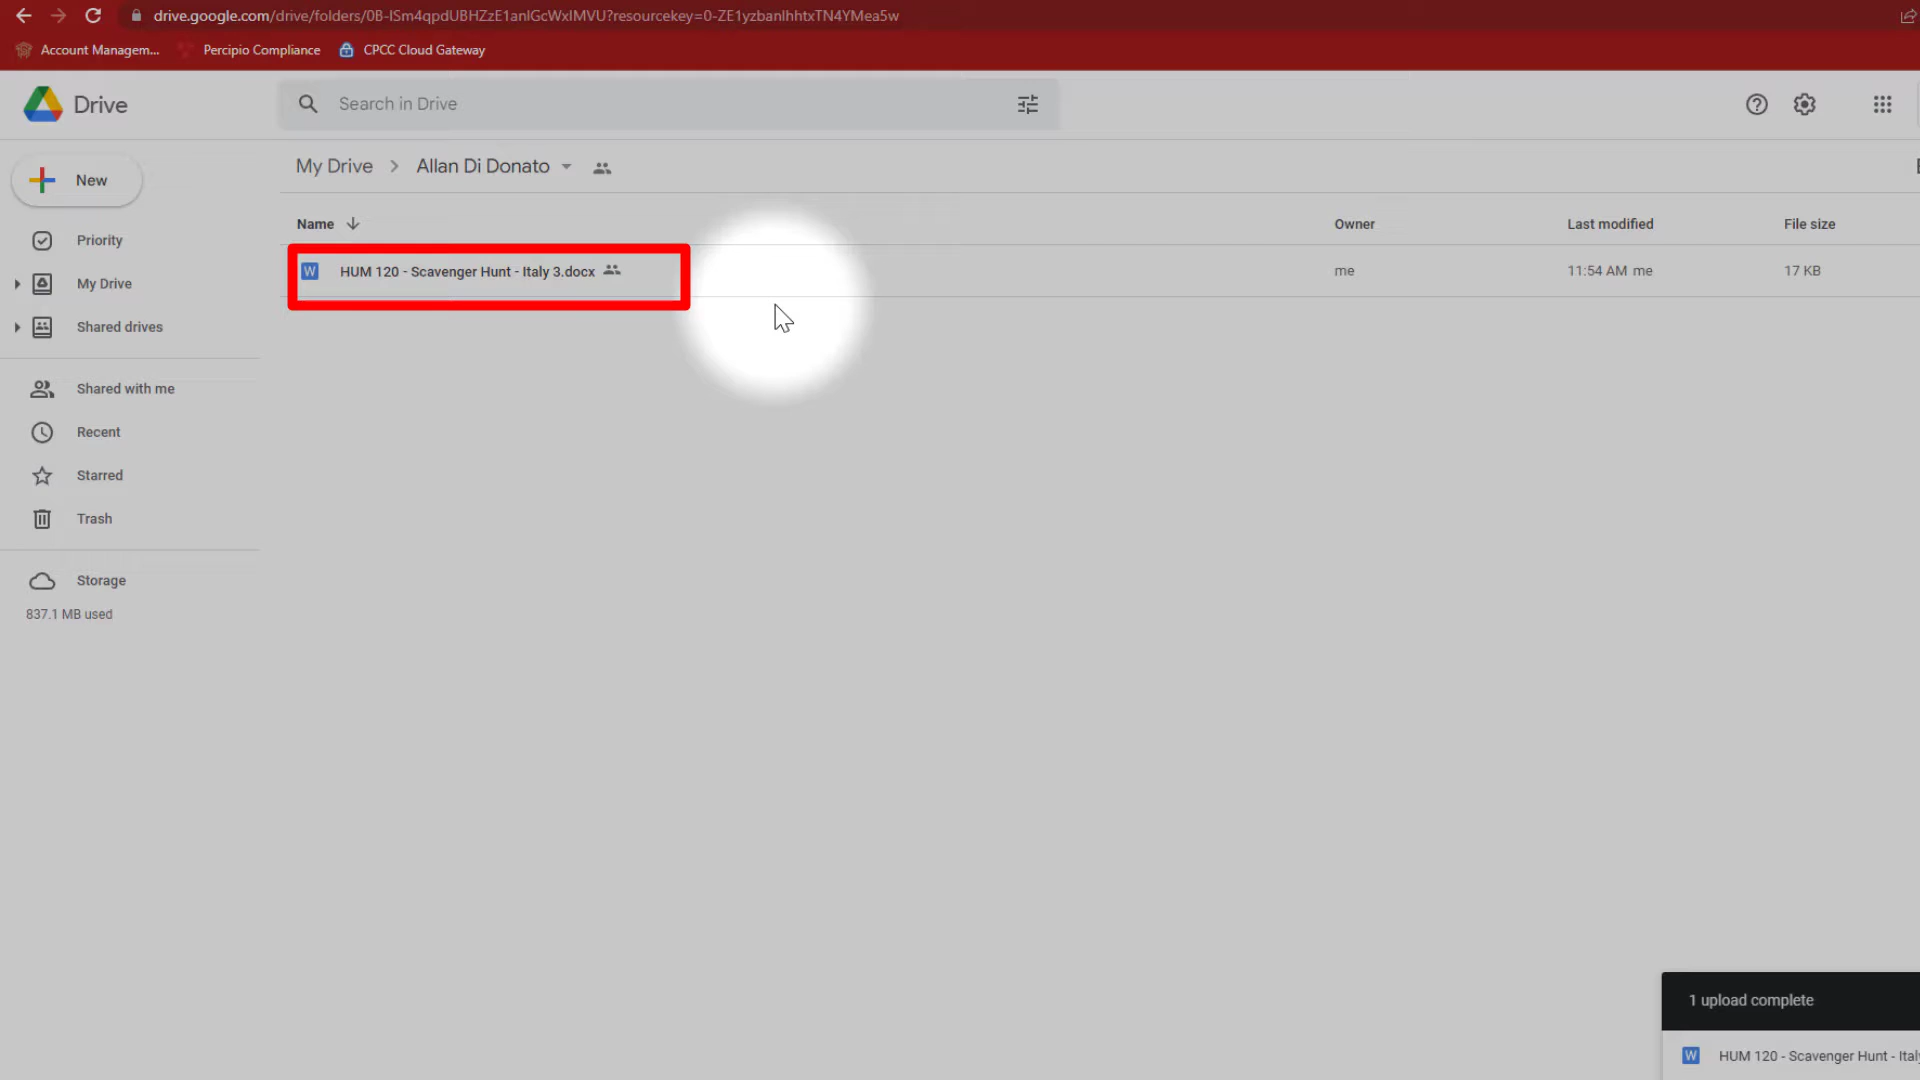 drive.google.com/drive/folders/0B-lSm4qpdUBHZzE1anlGcWxIMVU?resourcekey=0-ZE1yzbanlhhtxTN4YMea5w
Account Managem... Percipio Compliance CPCC Cloud Gateway
Drive Search in Drive
My Drive > Allan Di Donato
New
Name Owner Last modified File size
Priority
HUM 120 - Scavenger Hunt - Italy 3.docx me 11:54 AM me 17 KB
My Drive
Shared drives
Shared with me
Recent
Starred
Trash
Storage
837.1 MB used
1 upload complete
HUM 120 - Scavenger Hunt - Ital